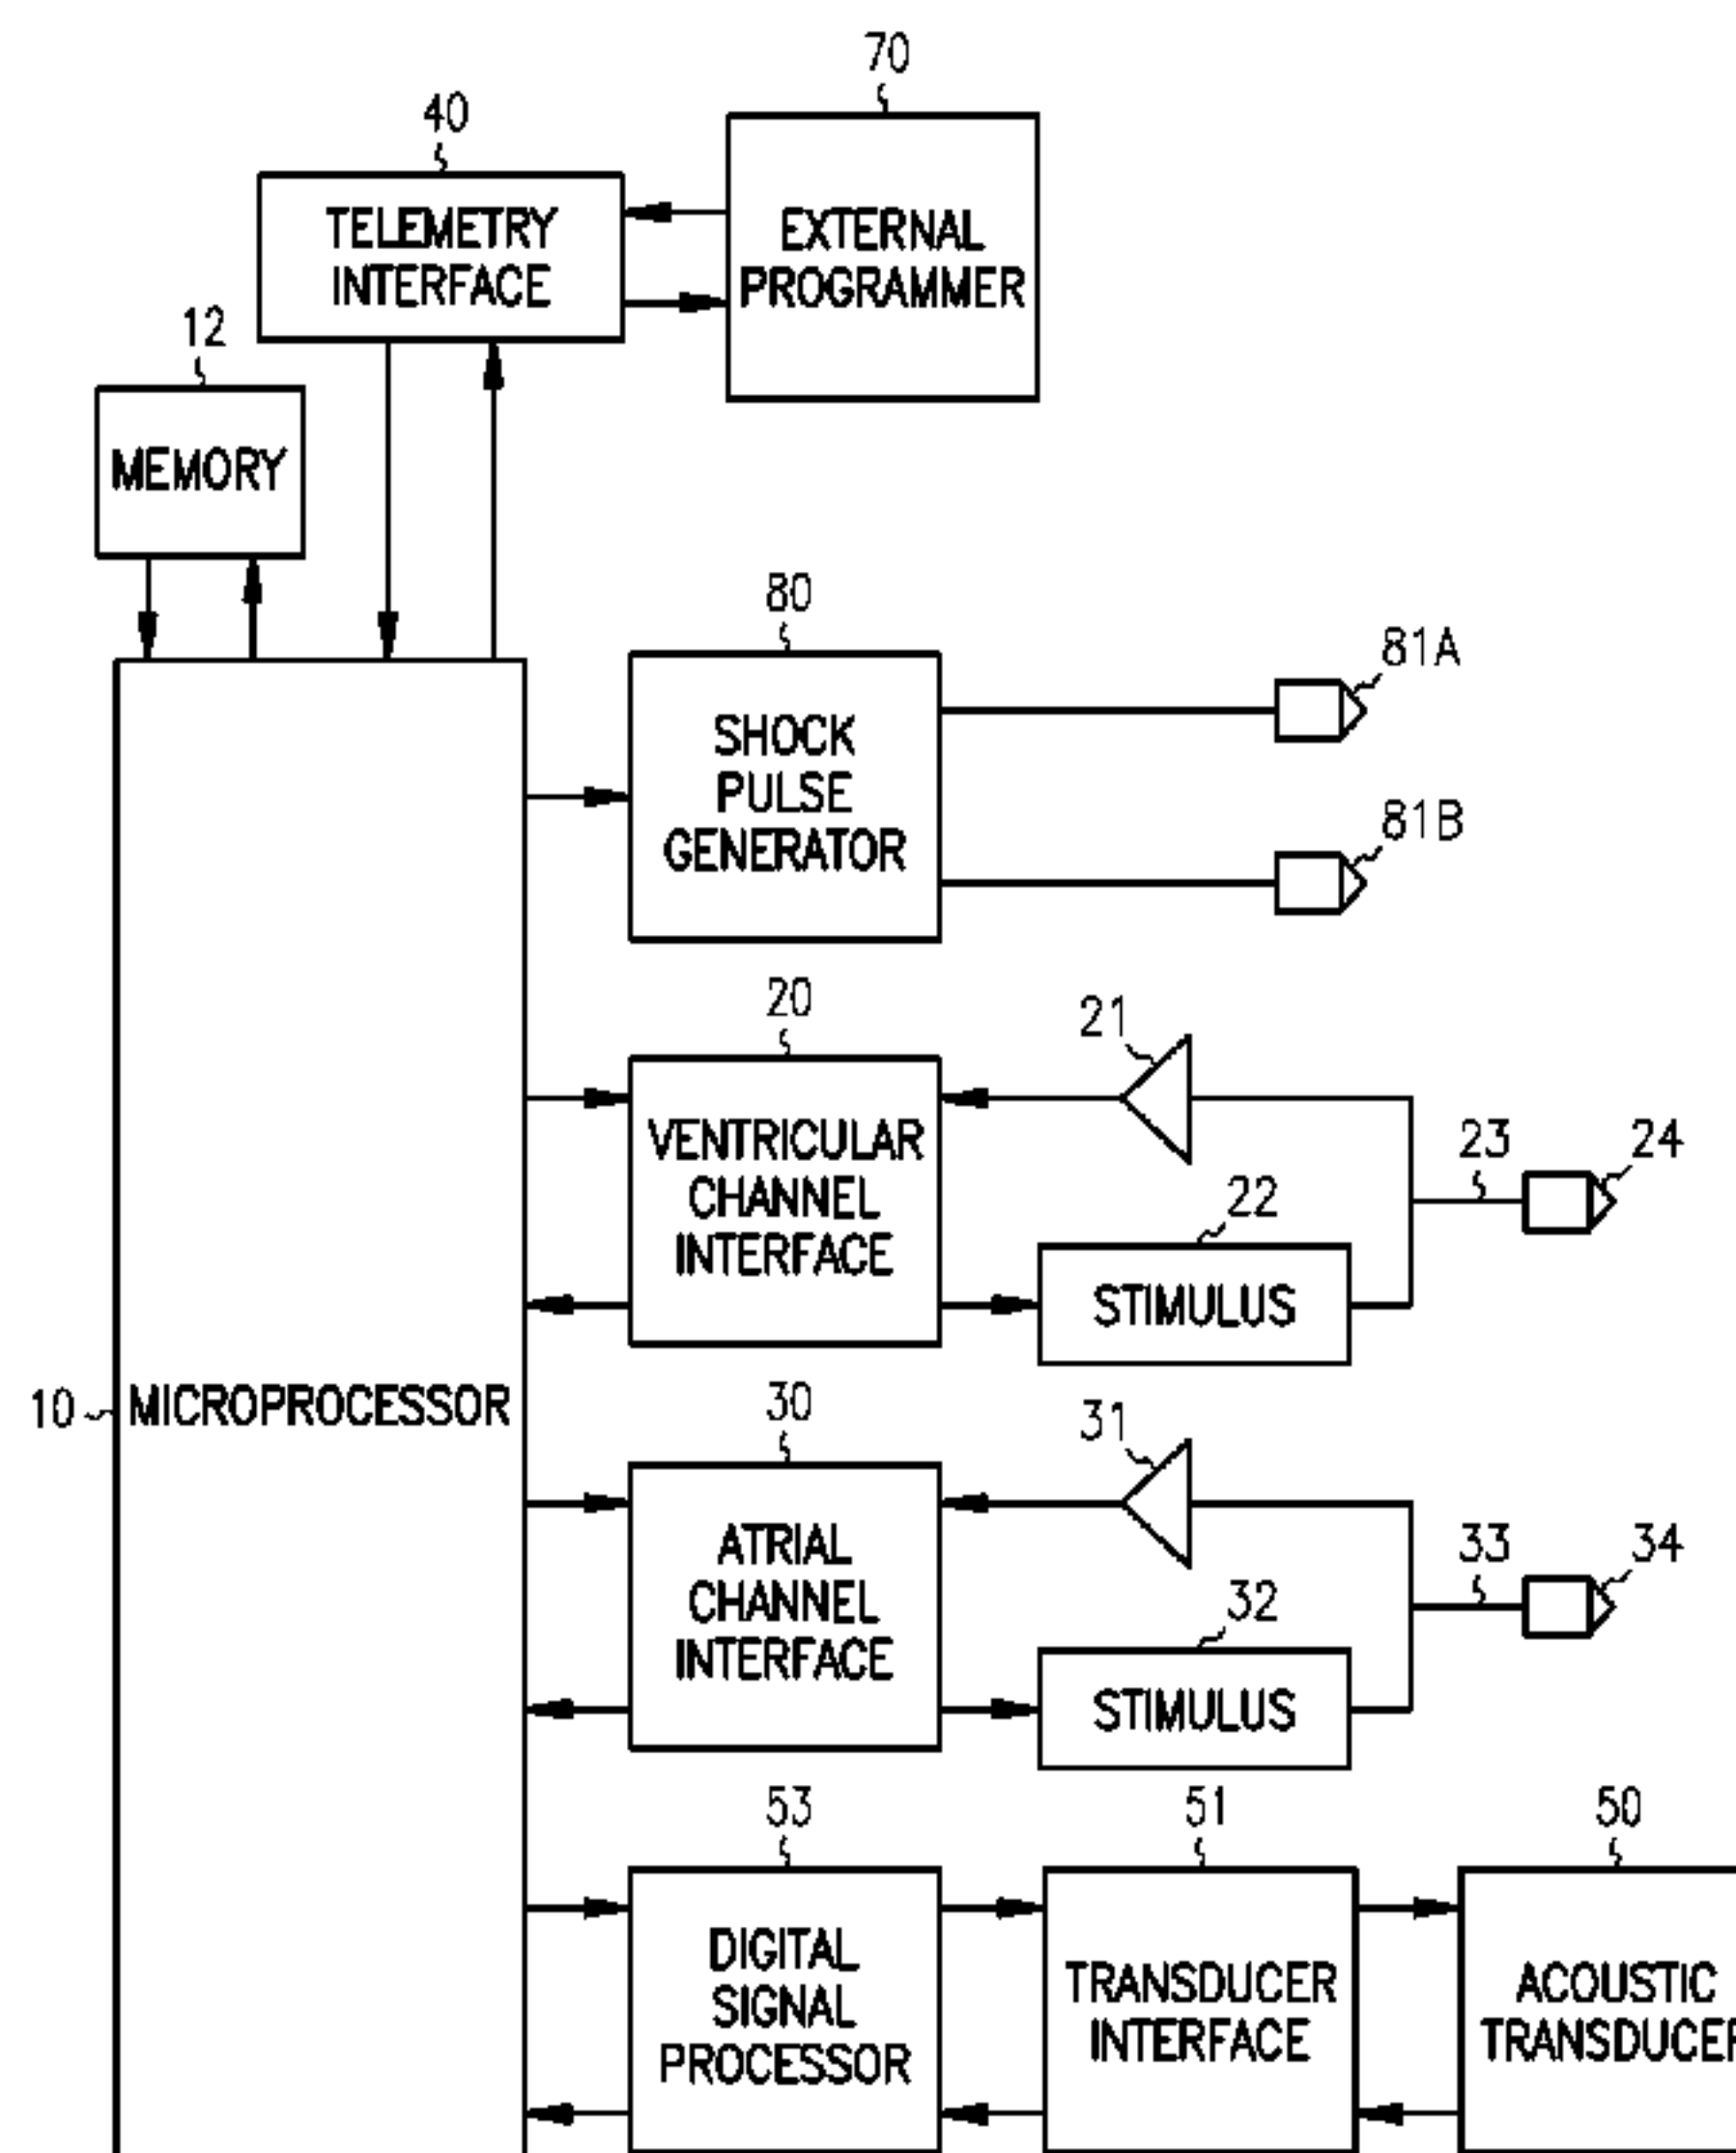 70
40
TELEMETRY
INTERFACE
EXTERNAL
PROGRAMMER
12
MEMORY
80
SHOCK
PULSE
GENERATOR
81A
81B
20
VENTRICULAR
CHANNEL
INTERFACE
21
22
STIMULUS
23
24
10
MICROPROCESSOR
30
ATRIAL
CHANNEL
INTERFACE
31
32
STIMULUS
33
34
53
DIGITAL
SIGNAL
PROCESSOR
51
TRANSDUCER
INTERFACE
50
ACOUSTIC
TRANSDUCER